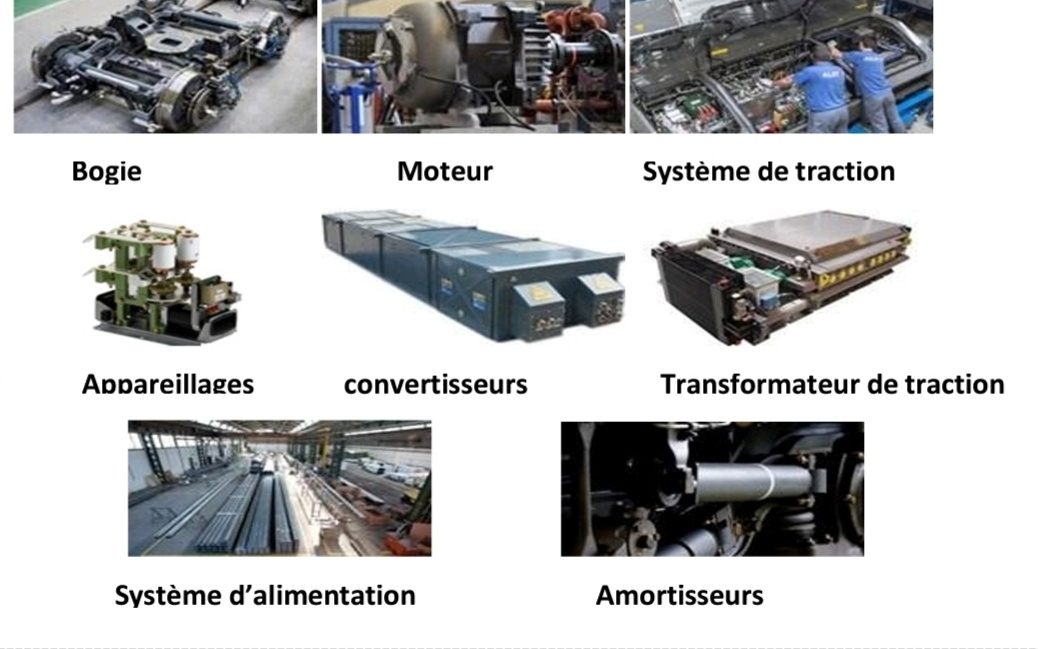 Bogie
Moteur
Système de traction
Appareillages
convertisseurs
Transformateur de traction
Système d’alimentation
Amortisseurs